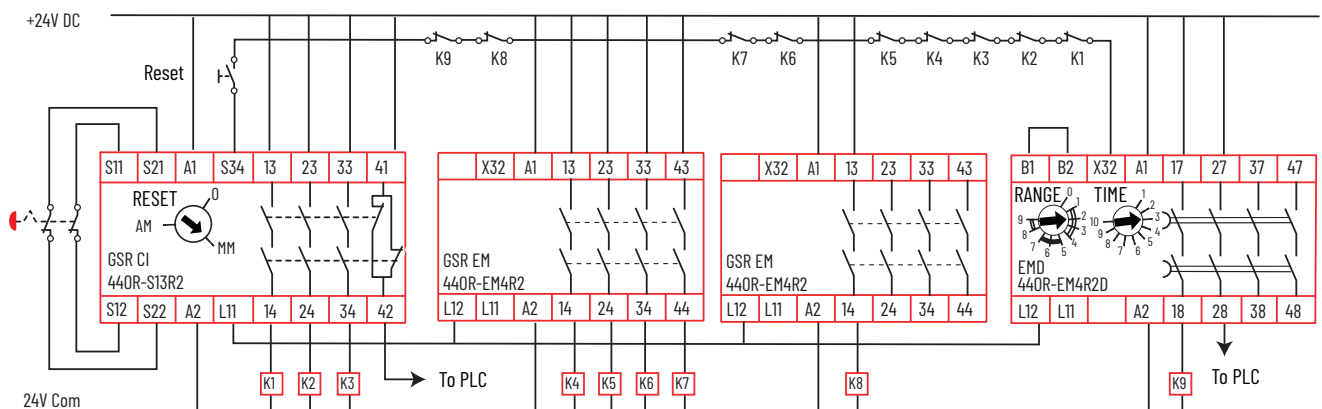 +24V DC
K9 K8 K7 K6 K5 K4 K3 K2 K1
Reset
S11 S21 A1 S34 13 23 33 41
X32 A1 13 23 33 43
X32 A1 13 23 33 43
B1 B2 X32 A1 17 27 37 47
RESET
0
AM
MM
GSR CI
440R-S13R2
GSR EM
440R-EM4R2
GSR EM
440R-EM4R2
RANGE TIME
0 1 2 3 4 5 6 7 8 9
1 2 3 4 5 6 7 8 9 10
EMD
440R-EM4R2D
S12 S22 A2 L11 14 24 34 42
L12 L11 A2 14 24 34 44
L12 L11 A2 14 24 34 44
L12 L11 A2 18 28 38 48
K1 K2 K3
To PLC
K4 K5 K6 K7
K8
K9
To PLC
24V Com